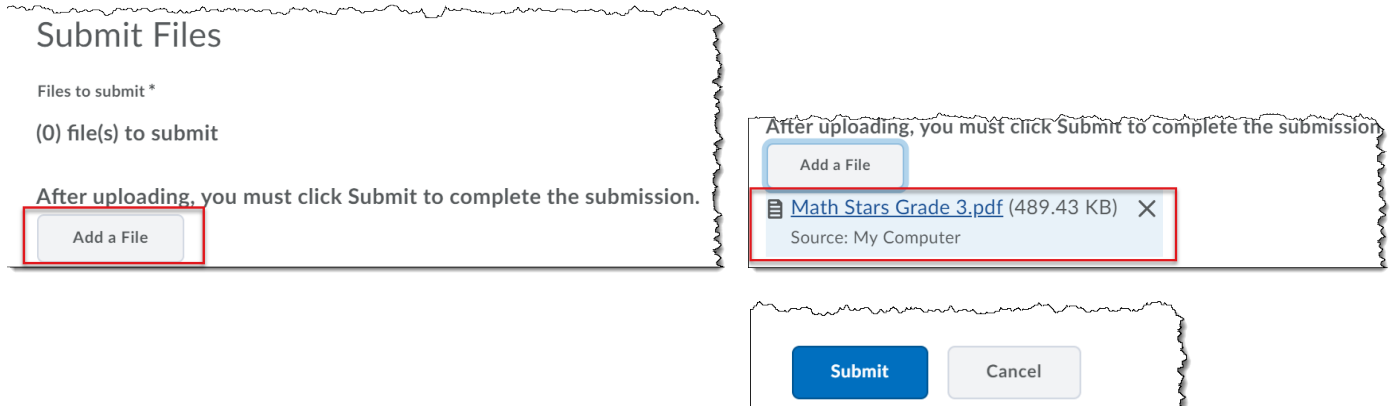 Submit Files
Files to submit *
(0) file(s) to submit
After uploading, you must click Submit to complete the submission.
Add a File
After uploading, you must click Submit to complete the submission
Add a File
Math Stars Grade 3.pdf (489.43 KB)
Source: My Computer
Submit Cancel